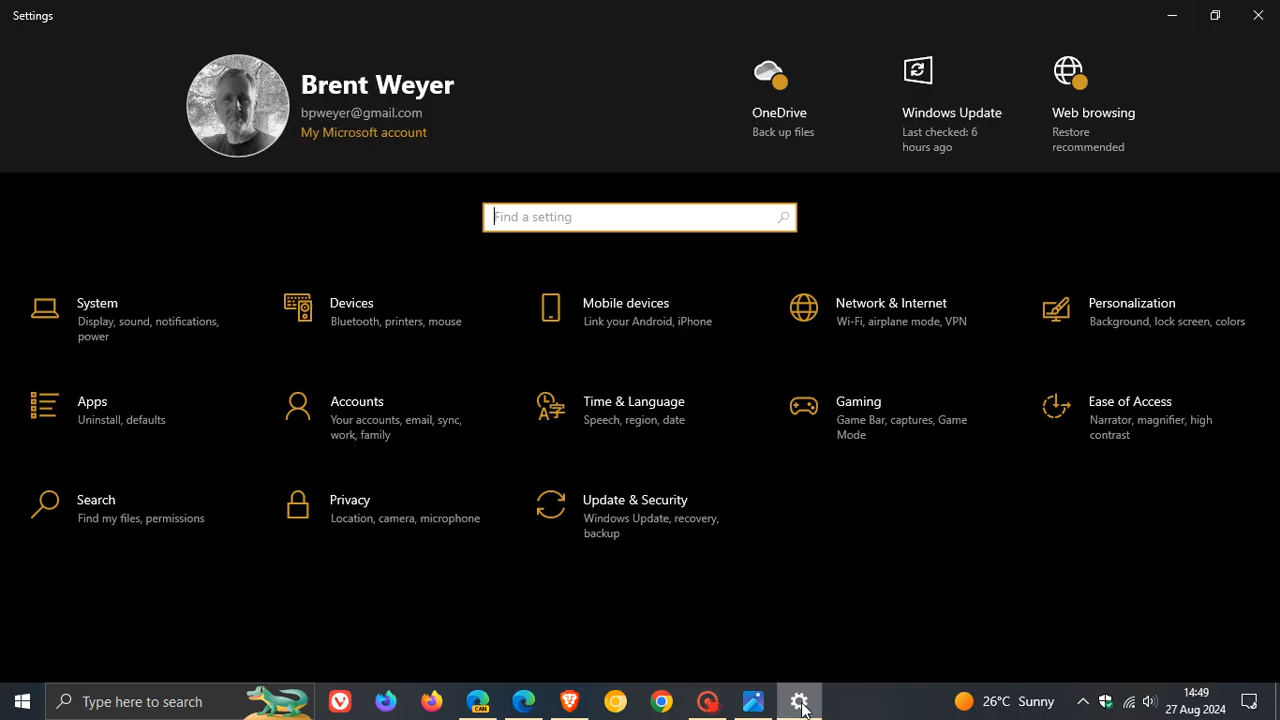 Settings
Brent Weyer
bpweyer@gmail.com
My Microsoft account
OneDrive
Back up files
Windows Update
Last checked: 6
hours ago
Web browsing
Restore
recommended
Find a setting
System
Display, sound, notifications,
power
Devices
Bluetooth, printers, mouse
Mobile devices
Link your Android, iPhone
Network & Internet
Wi-Fi, airplane mode, VPN
Personalization
Background, lock screen, colors
Apps
Uninstall, defaults
Accounts
Your accounts, email, sync,
work, family
Time & Language
Speech, region, date
Gaming
Game Bar, captures, Game
Mode
Ease of Access
Narrator, magnifier, high
contrast
Search
Find my files, permissions
Privacy
Location, camera, microphone
Update & Security
Windows Update, recovery,
backup
Type here to search
CAN
26°C Sunny
14:49
27 Aug 2024